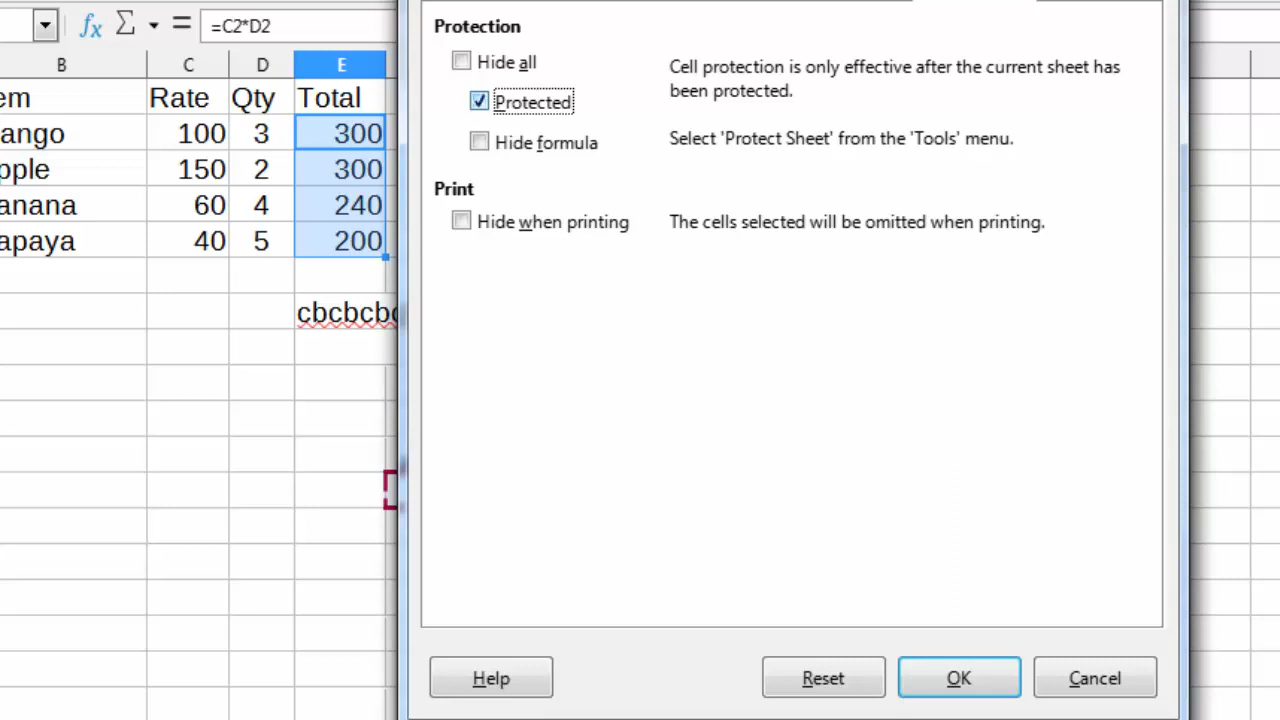 fx Σ = =C2*D2
B C D E
em Rate Qty Total
ango 100 3 300
pple 150 2 300
anana 60 4 240
apaya 40 5 200
cbcbcbc
Protection
Hide all
Cell protection is only effective after the current sheet has
been protected.
Protected
Hide formula
Select 'Protect Sheet' from the 'Tools' menu.
Print
Hide when printing
The cells selected will be omitted when printing.
Help Reset OK Cancel